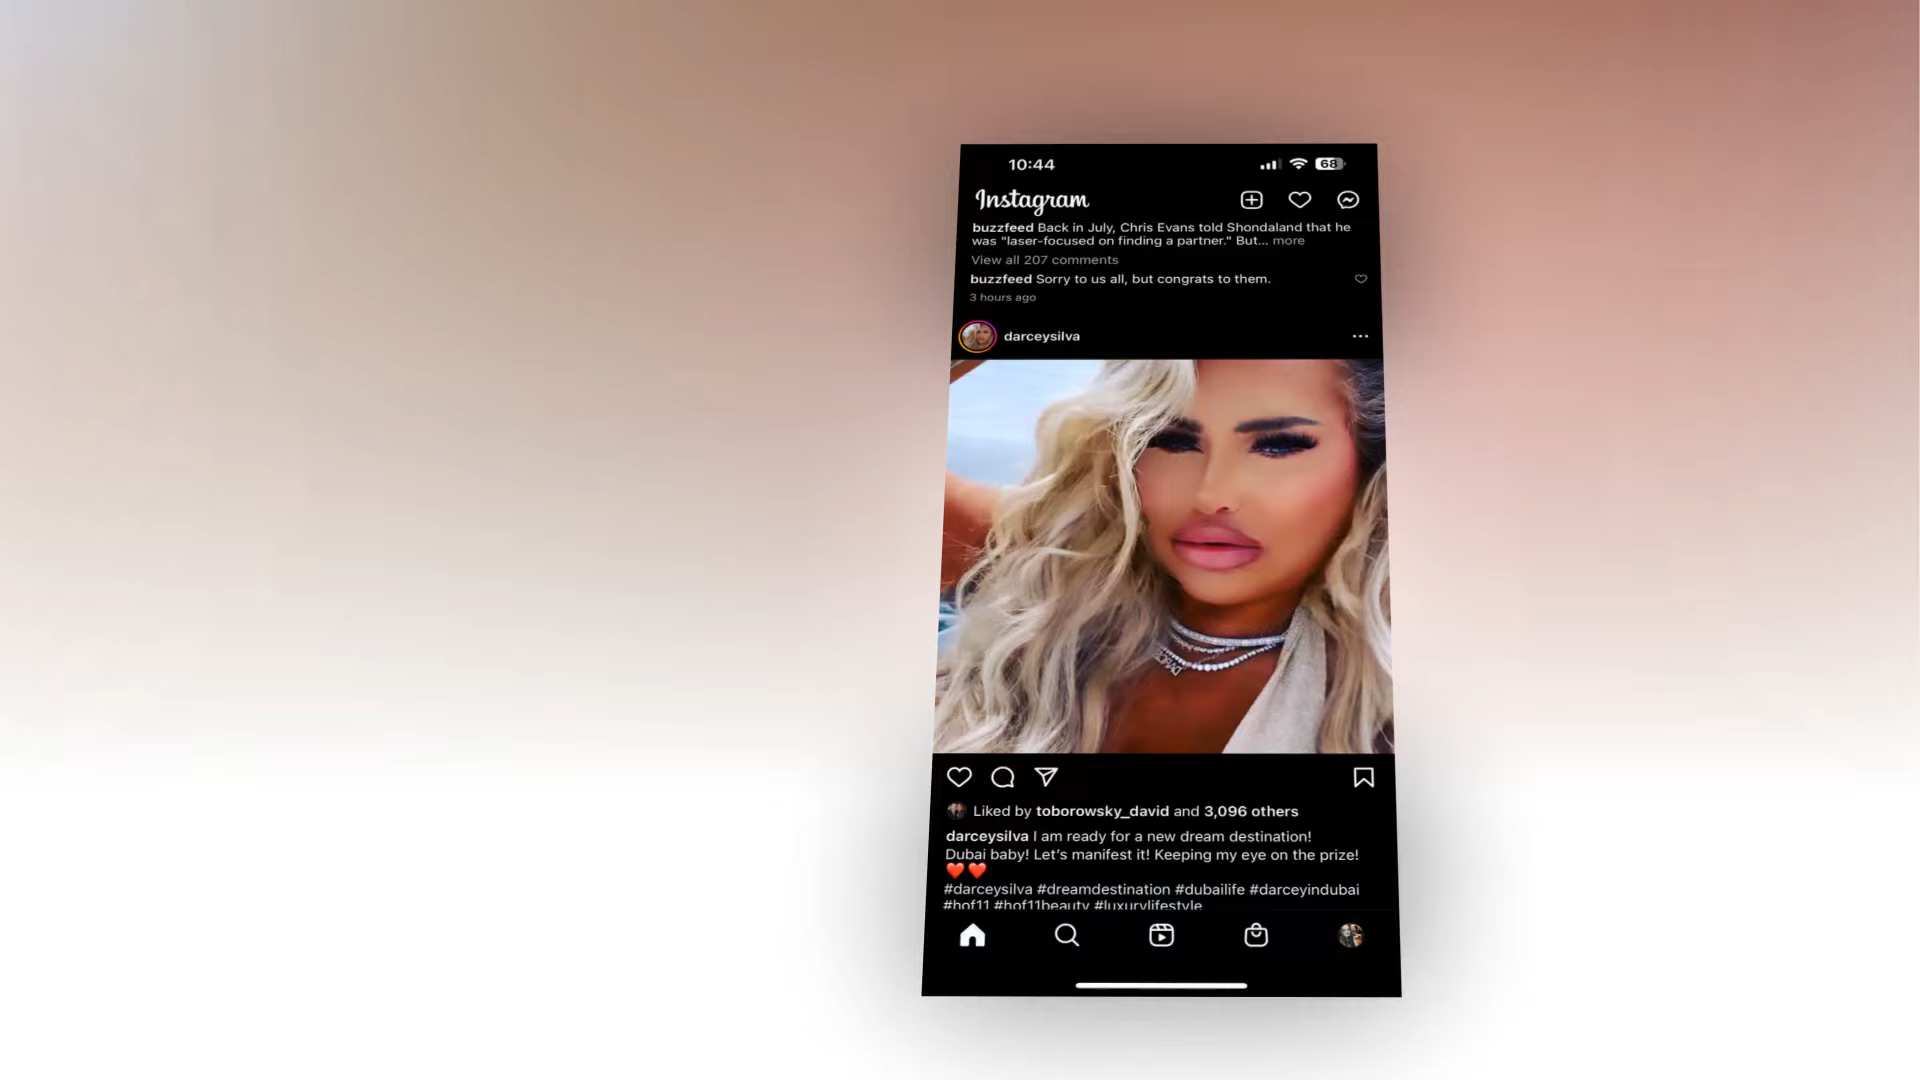 10:44
68
Instagram
buzzfeed Back in July, Chris Evans told Shondaland that he
was "laser-focused on finding a partner." But... more
View all 207 comments
buzzfeed Sorry to us all, but congrats to them.
3 hours ago
darceysilva
Liked by toborowsky_david and 3,096 others
darceysilva I am ready for a new dream destination!
Dubai baby! Let’s manifest it! Keeping my eye on the prize!
❤️❤️
#darceysilva #dreamdestination #dubailife #darceyindubai
#hof11 #hof11beauty #luxurylifestyle